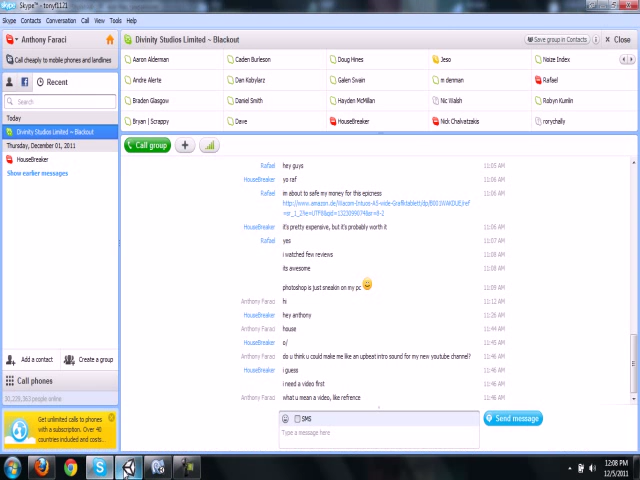 Skype™ - tonyf1121
Skype Contacts Conversation Call View Tools Help
Anthony Faraci
Call cheaply to mobile phones and landlines
Recent
Search
Today
Divinity Studios Limited ~ Blackout
Thursday, December 01, 2011
HouseBreaker
Show earlier messages
Add a contact Create a group
Call phones
30,339,363 people online
Get unlimited calls to phones
with a subscription. Over 40
countries included and costs...
Divinity Studios Limited ~ Blackout Save group in Contacts Close
Aaron Alderman Caden Burleson Doug Hines Jeso Noize Index
Andre Alerte Dan Kobylarz Galen Swain m denman Rafael
Braden Glasgow Daniel Smith Hayden McMillan Nic Walsh Robyn Kumlin
Bryan | Scrappy Dave HouseBreaker Nick Chalvatzakis rorychally
Call group
Rafael hey guys 11:05 AM
HouseBreaker yo raf 11:06 AM
Rafael im about to safe my money for this epicness 11:06 AM
HouseBreaker it's pretty expensive, but it's probably worth it 11:06 AM
Rafael yes 11:07 AM
i watched few reviews 11:08 AM
its awesome 11:08 AM
photoshop is just sneakin on my pc 11:09 AM
Anthony Faraci hi 11:12 AM
HouseBreaker hey anthony 11:26 AM
Anthony Faraci house 11:44 AM
HouseBreaker o/ 11:45 AM
Anthony Faraci do u think u could make me like an upbeat intro sound for my new youtube channel? 11:46 AM
HouseBreaker i guess 11:46 AM
i need a video first 11:46 AM
Anthony Faraci what u mean a video, like refrence 11:46 AM
SMS
Type a message here
Send message
12:08 PM
12/5/2011